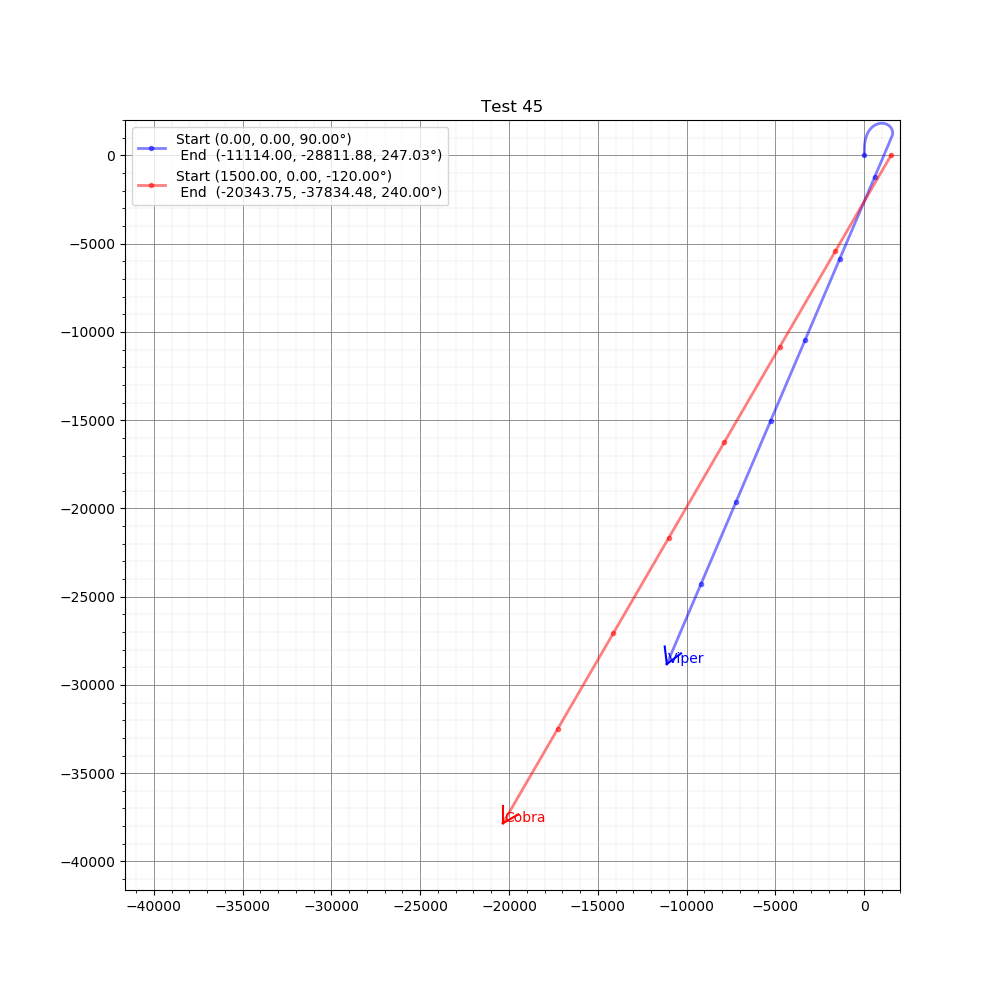 Test 45
Start (0.00, 0.00, 90.00°)
End (-11114.00, -28811.88, 247.03°)
Start (1500.00, 0.00, -120.00°)
End (-20343.75, -37834.48, 240.00°)
0
−5000
−10000
−15000
−20000
−25000
−30000
−35000
−40000
Viper
Cobra
−40000 −35000 −30000 −25000 −20000 −15000 −10000 −5000 0